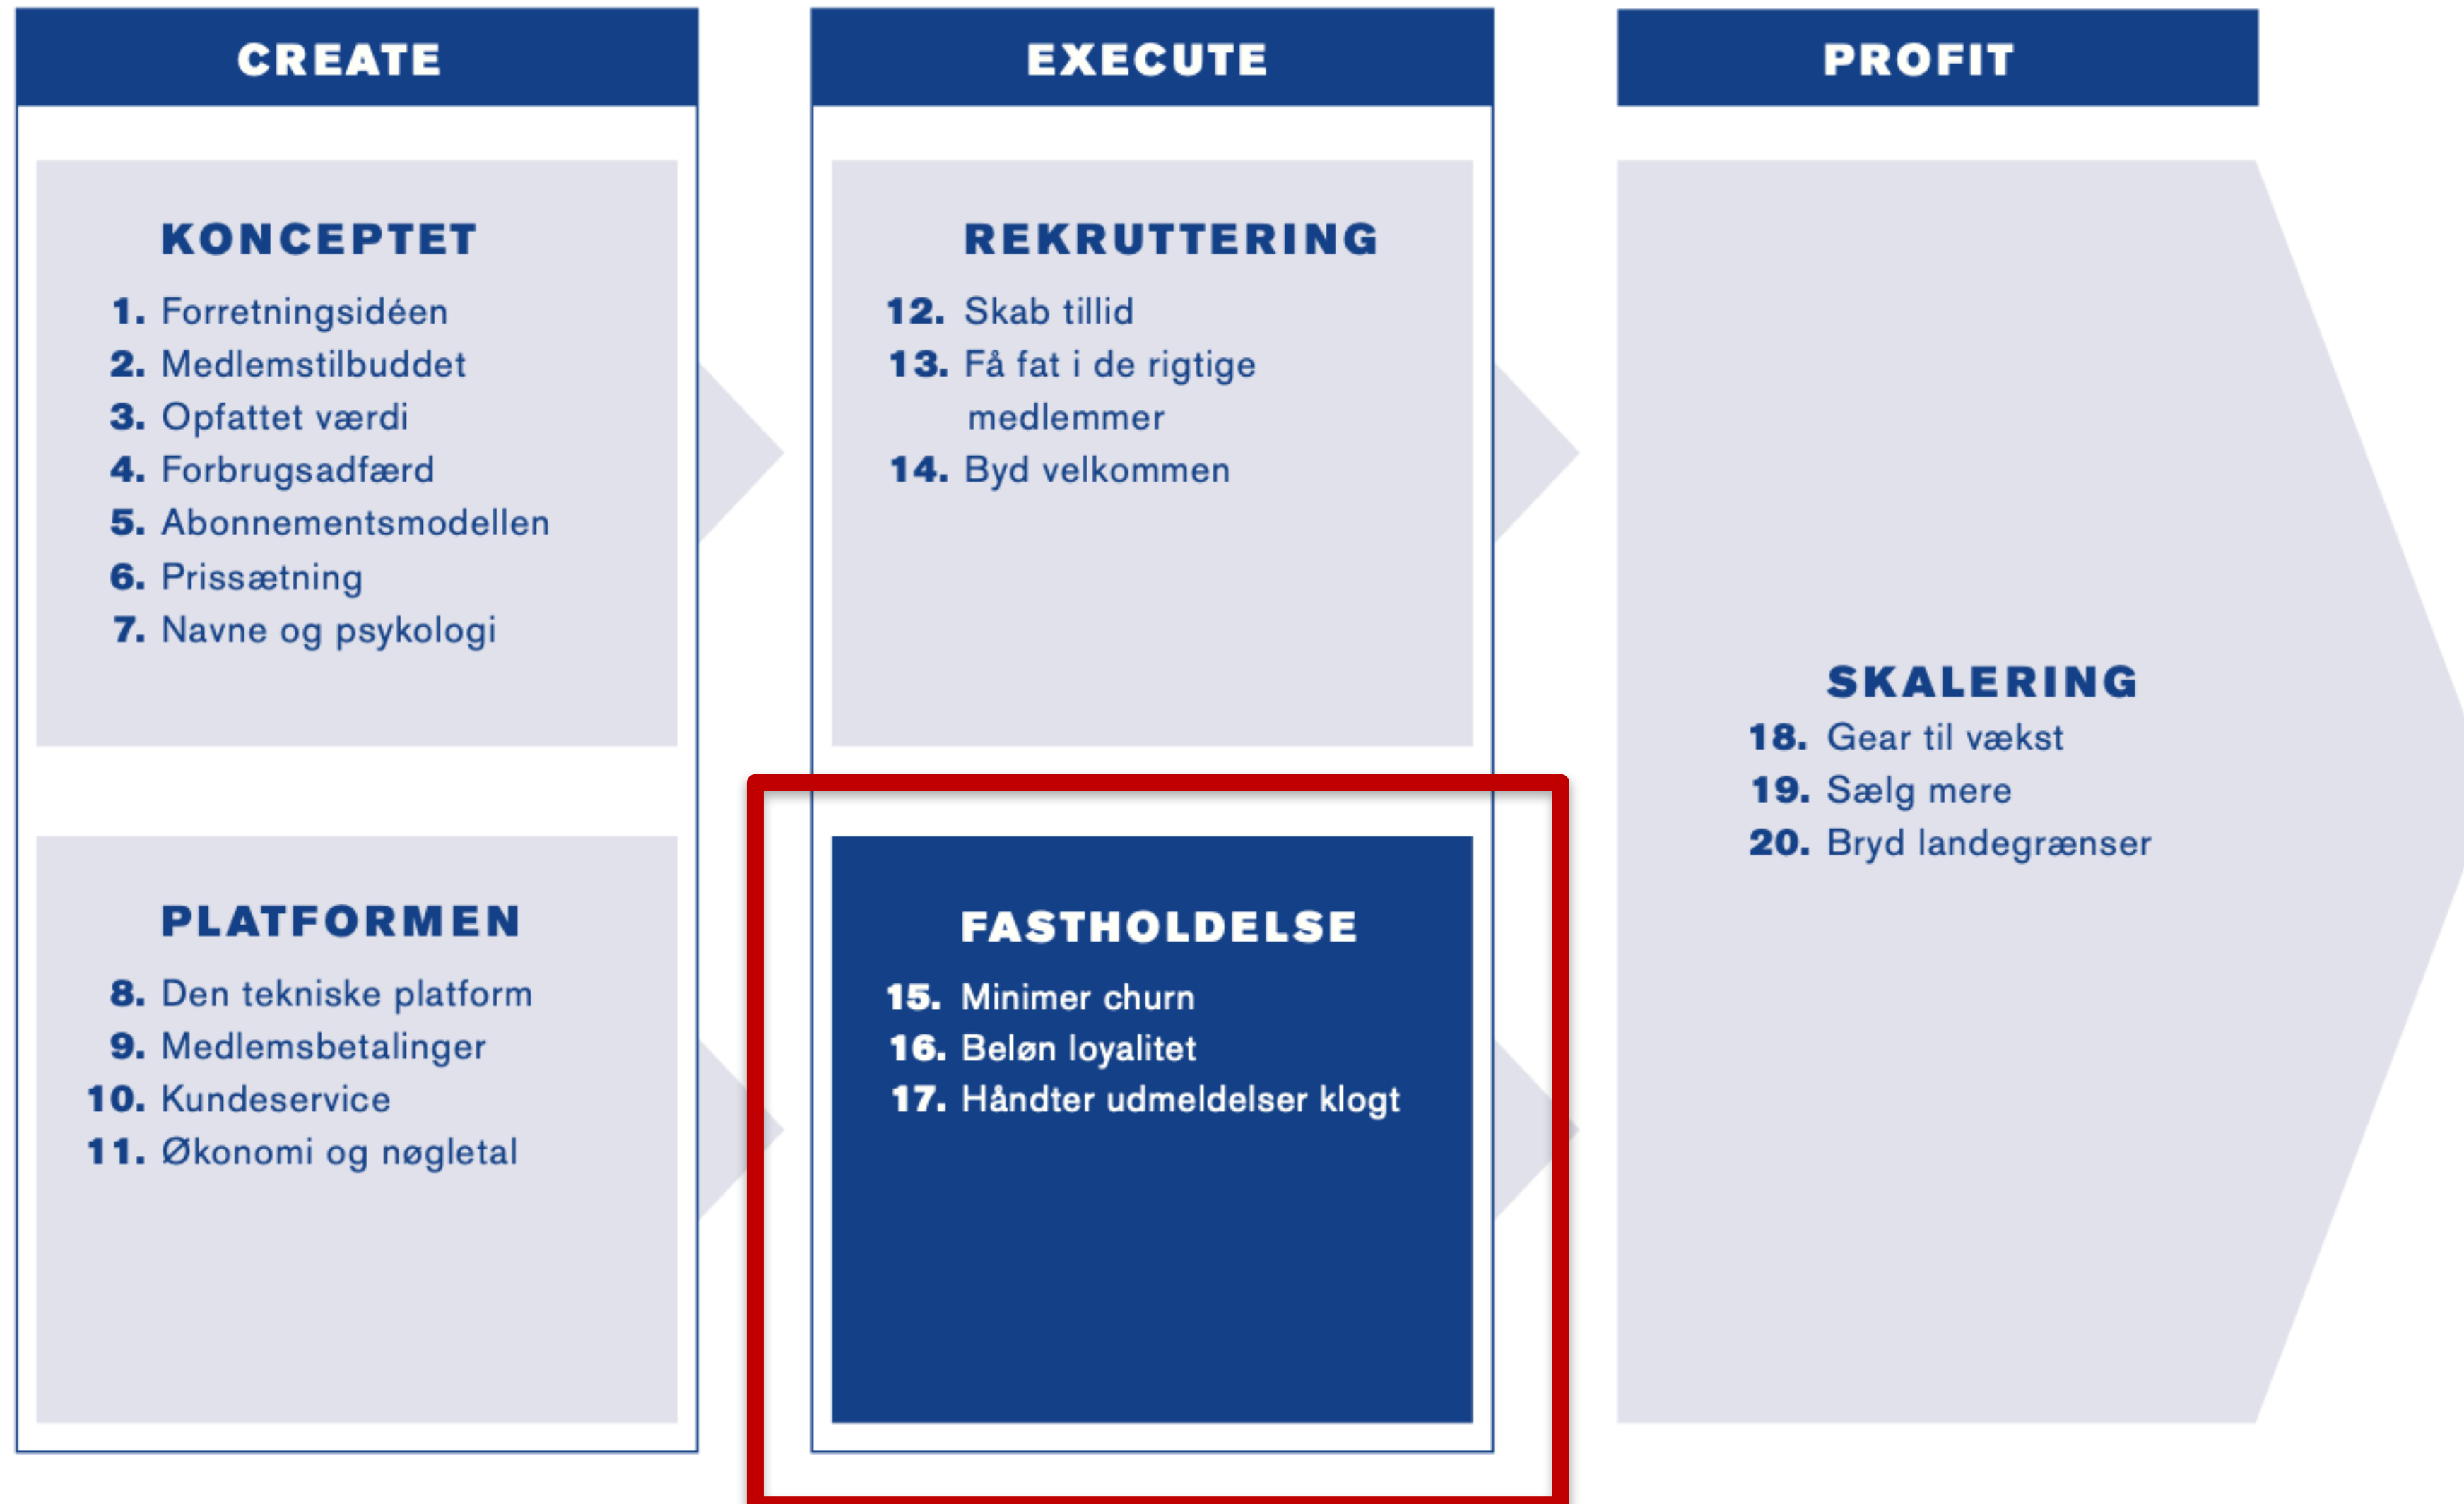 CREATE
KONCEPTET
1. Forretningsidéen
2. Medlemstilbuddet
3. Opfattet værdi
4. Forbrugsadfærd
5. Abonnementsmodellen
6. Prissætning
7. Navne og psykologi
PLATFORMEN
8. Den tekniske platform
9. Medlemsbetalinger
10. Kundeservice
11. Økonomi og nøgletal
EXECUTE
REKRUTTERING
12. Skab tillid
13. Få fat i de rigtige
medlemmer
14. Byd velkommen
FASTHOLDELSE
15. Minimer churn
16. Beløn loyalitet
17. Håndter udmeldelser klogt
PROFIT
SKALERING
18. Gear til vækst
19. Sælg mere
20. Bryd landegrænser